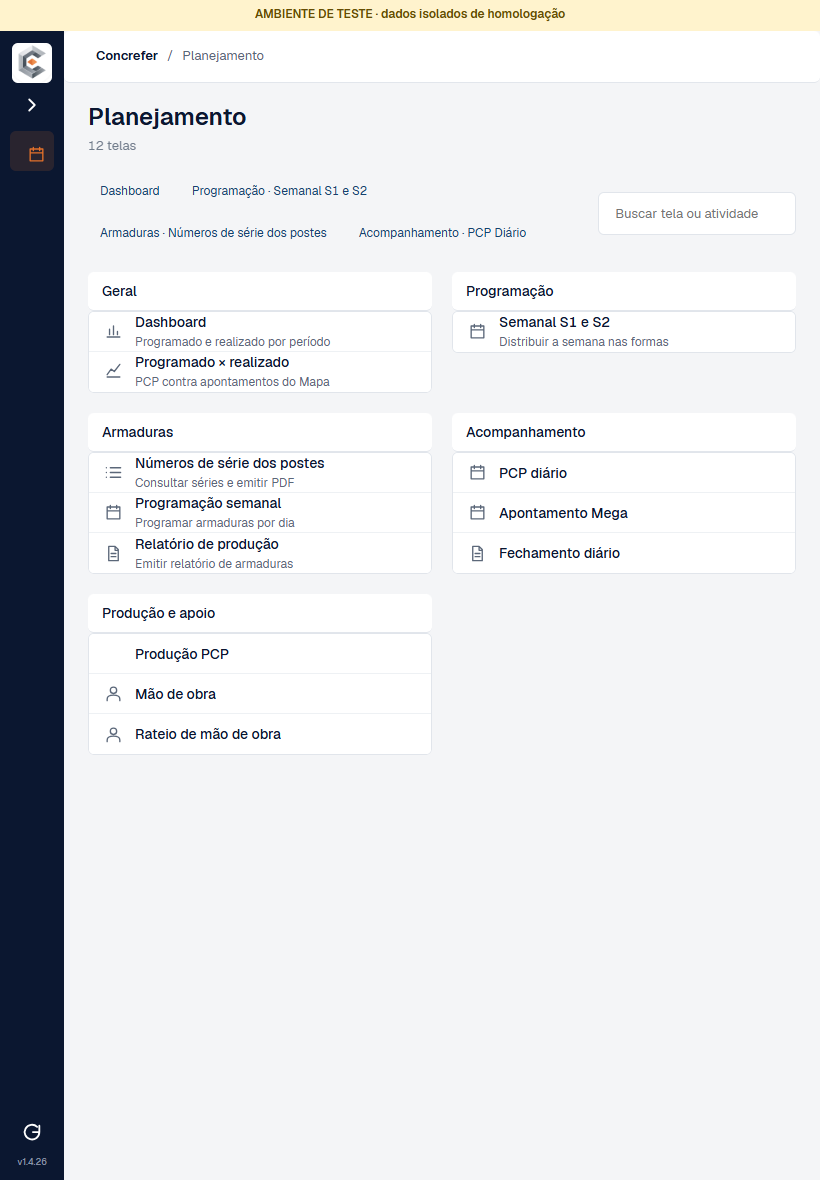 AMBIENTE DE TESTE · dados isolados de homologação
Concrefer / Planejamento
Planejamento
12 telas
Dashboard
Programação · Semanal S1 e S2
Armaduras · Números de série dos postes
Acompanhamento · PCP Diário
Buscar tela ou atividade
Geral
Dashboard
Programado e realizado por período
Programado × realizado
PCP contra apontamentos do Mapa
Programação
Semanal S1 e S2
Distribuir a semana nas formas
Armaduras
Números de série dos postes
Consultar séries e emitir PDF
Programação semanal
Programar armaduras por dia
Relatório de produção
Emitir relatório de armaduras
Acompanhamento
PCP diário
Apontamento Mega
Fechamento diário
Produção e apoio
Produção PCP
Mão de obra
Rateio de mão de obra
v1.4.26